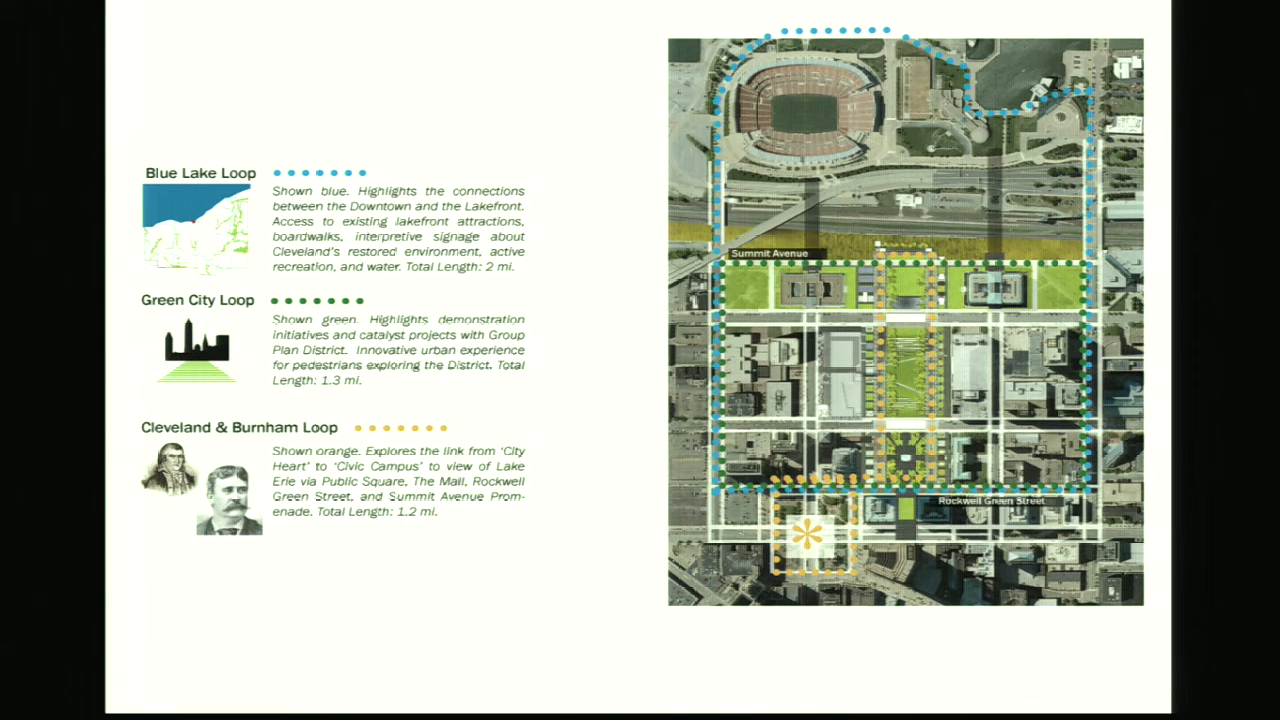 Blue Lake Loop
Shown blue. Highlights the connections
between the Downtown and the Lakefront.
Access to existing lakefront attractions,
boardwalks, interpretive signage about
Cleveland's restored environment, active
recreation, and water. Total Length: 2 mi.
Green City Loop
Shown green. Highlights demonstration
initiatives and catalyst projects with Group
Plan District. Innovative urban experience
for pedestrians exploring the District. Total
Length: 1.3 mi.
Cleveland & Burnham Loop
Shown orange. Explores the link from 'City
Heart' to 'Civic Campus' to view of Lake
Erie via Public Square, The Mall, Rockwell
Green Street, and Summit Avenue Prom-
enade. Total Length: 1.2 mi.
Summit Avenue
Rockwell Green Street